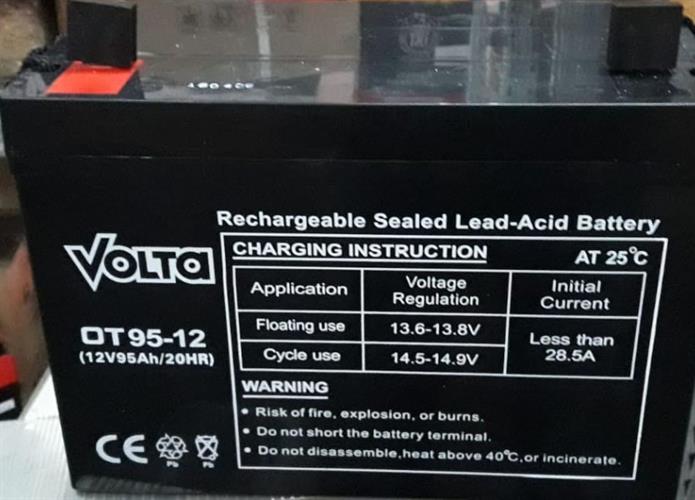 Rechargeable Sealed Lead-Acid Battery
VOLTA
OT95-12
(12V95Ah/20HR)
CHARGING INSTRUCTION AT 25°C
Application Voltage Regulation Initial Current
Floating use 13.6-13.8V Less than 28.5A
Cycle use 14.5-14.9V
WARNING
• Risk of fire, explosion, or burns.
• Do not short the battery terminal.
• Do not disassemble,heat above 40°C,or incinerate.
CE Pb Pb